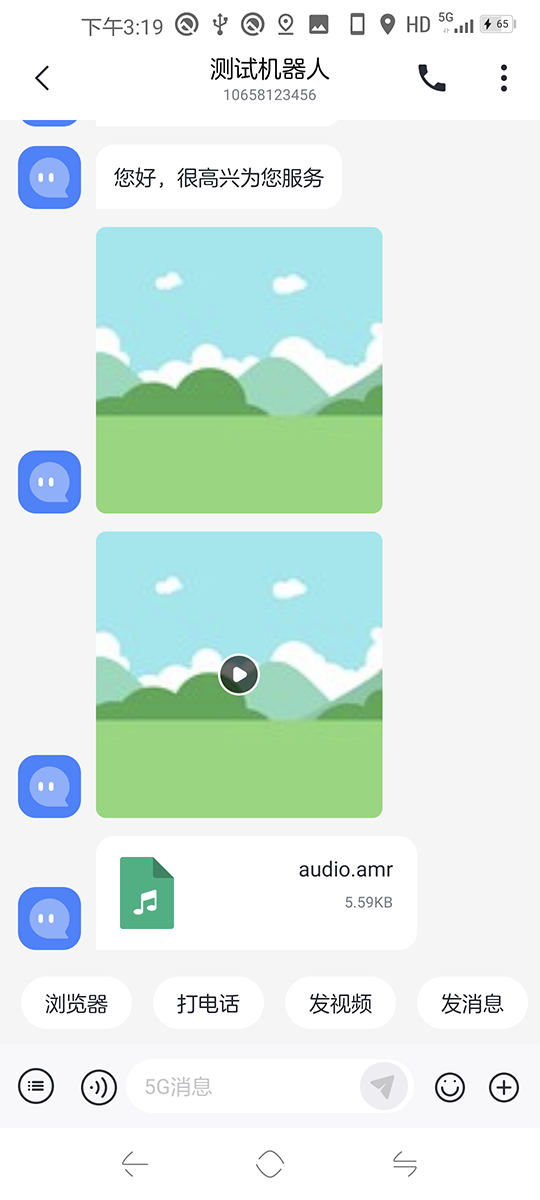 下午3:19
HD 5G 65
测试机器人
10658123456
您好，很高兴为您服务
audio.amr
5.59KB
浏览器 打电话 发视频 发消息
5G消息